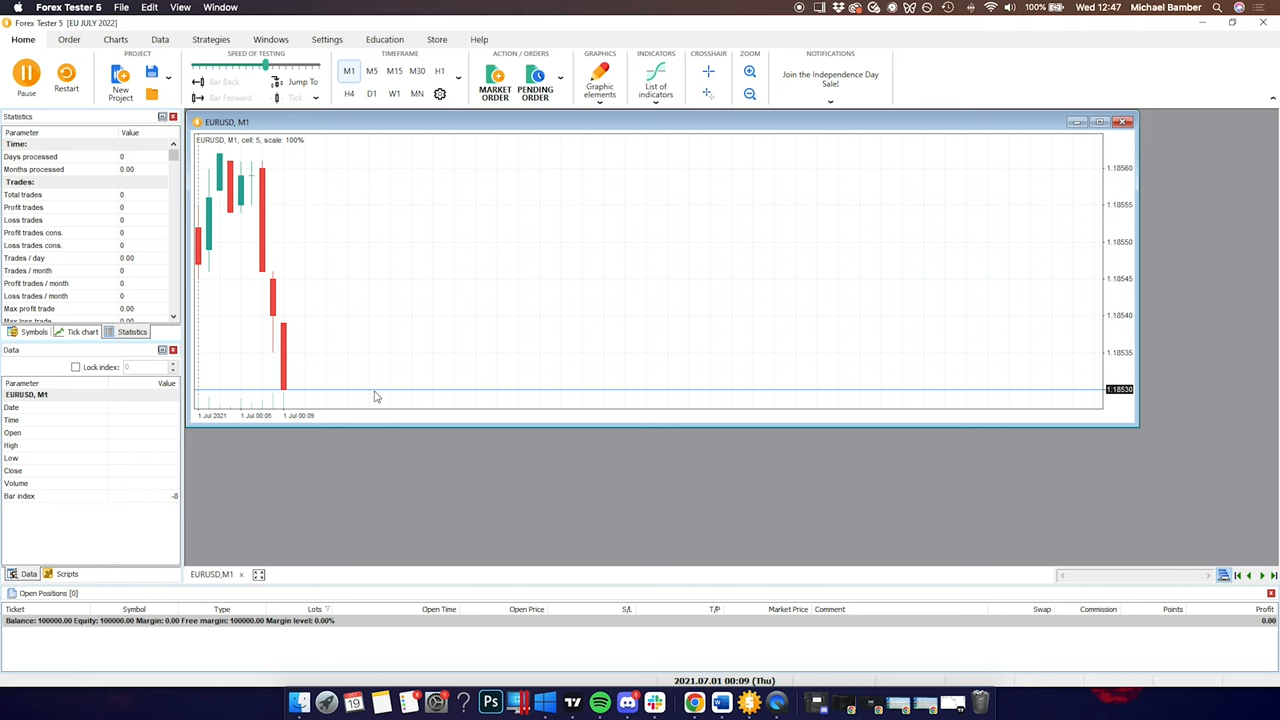 Forex Tester 5 File Edit View Window 100% Wed 12:47 Michael Bamber
Forex Tester 5 [EU JULY 2022]
Home Order Charts Data Strategies Windows Settings Education Store Help
PROJECT SPEED OF TESTING TIMEFRAME ACTION / ORDERS GRAPHICS INDICATORS CROSSHAIR ZOOM NOTIFICATIONS
Pause Restart New Project
Bar Back Jump To
Bar Forward Tick
M1 M5 M15 M30 H1
H4 D1 W1 MN
MARKET ORDER PENDING ORDER
Graphic elements
List of indicators
Join the Independence Day Sale!
Statistics
Parameter Value
Time:
Days processed 0
Months processed 0.00
Trades:
Total trades 0
Profit trades 0
Loss trades 0
Profit trades cons. 0
Loss trades cons. 0
Trades / day 0.00
Trades / month 0
Profit trades / month 0
Loss trades / month 0
Max profit trade 0.00
Max loss trade 0.00
Symbols Tick chart Statistics
Data
Lock index: 0
Parameter Value
EURUSD, M1
Date
Time
Open
High
Low
Close
Volume
Bar index -8
Data Scripts
EURUSD, M1
EURUSD, M1, cell: 5, scale: 100%
1.18560
1.18555
1.18550
1.18545
1.18540
1.18535
1.18530
1 Jul 2021 1 Jul 00:05 1 Jul 00:09
EURUSD,M1
Open Positions [0]
Ticket Symbol Type Lots Open Time Open Price S/L T/P Market Price Comment Swap Commission Points Profit
Balance: 100000.00 Equity: 100000.00 Margin: 0.00 Free margin: 100000.00 Margin level: 0.00% 0.00
2021.07.01 00:09 (Thu)